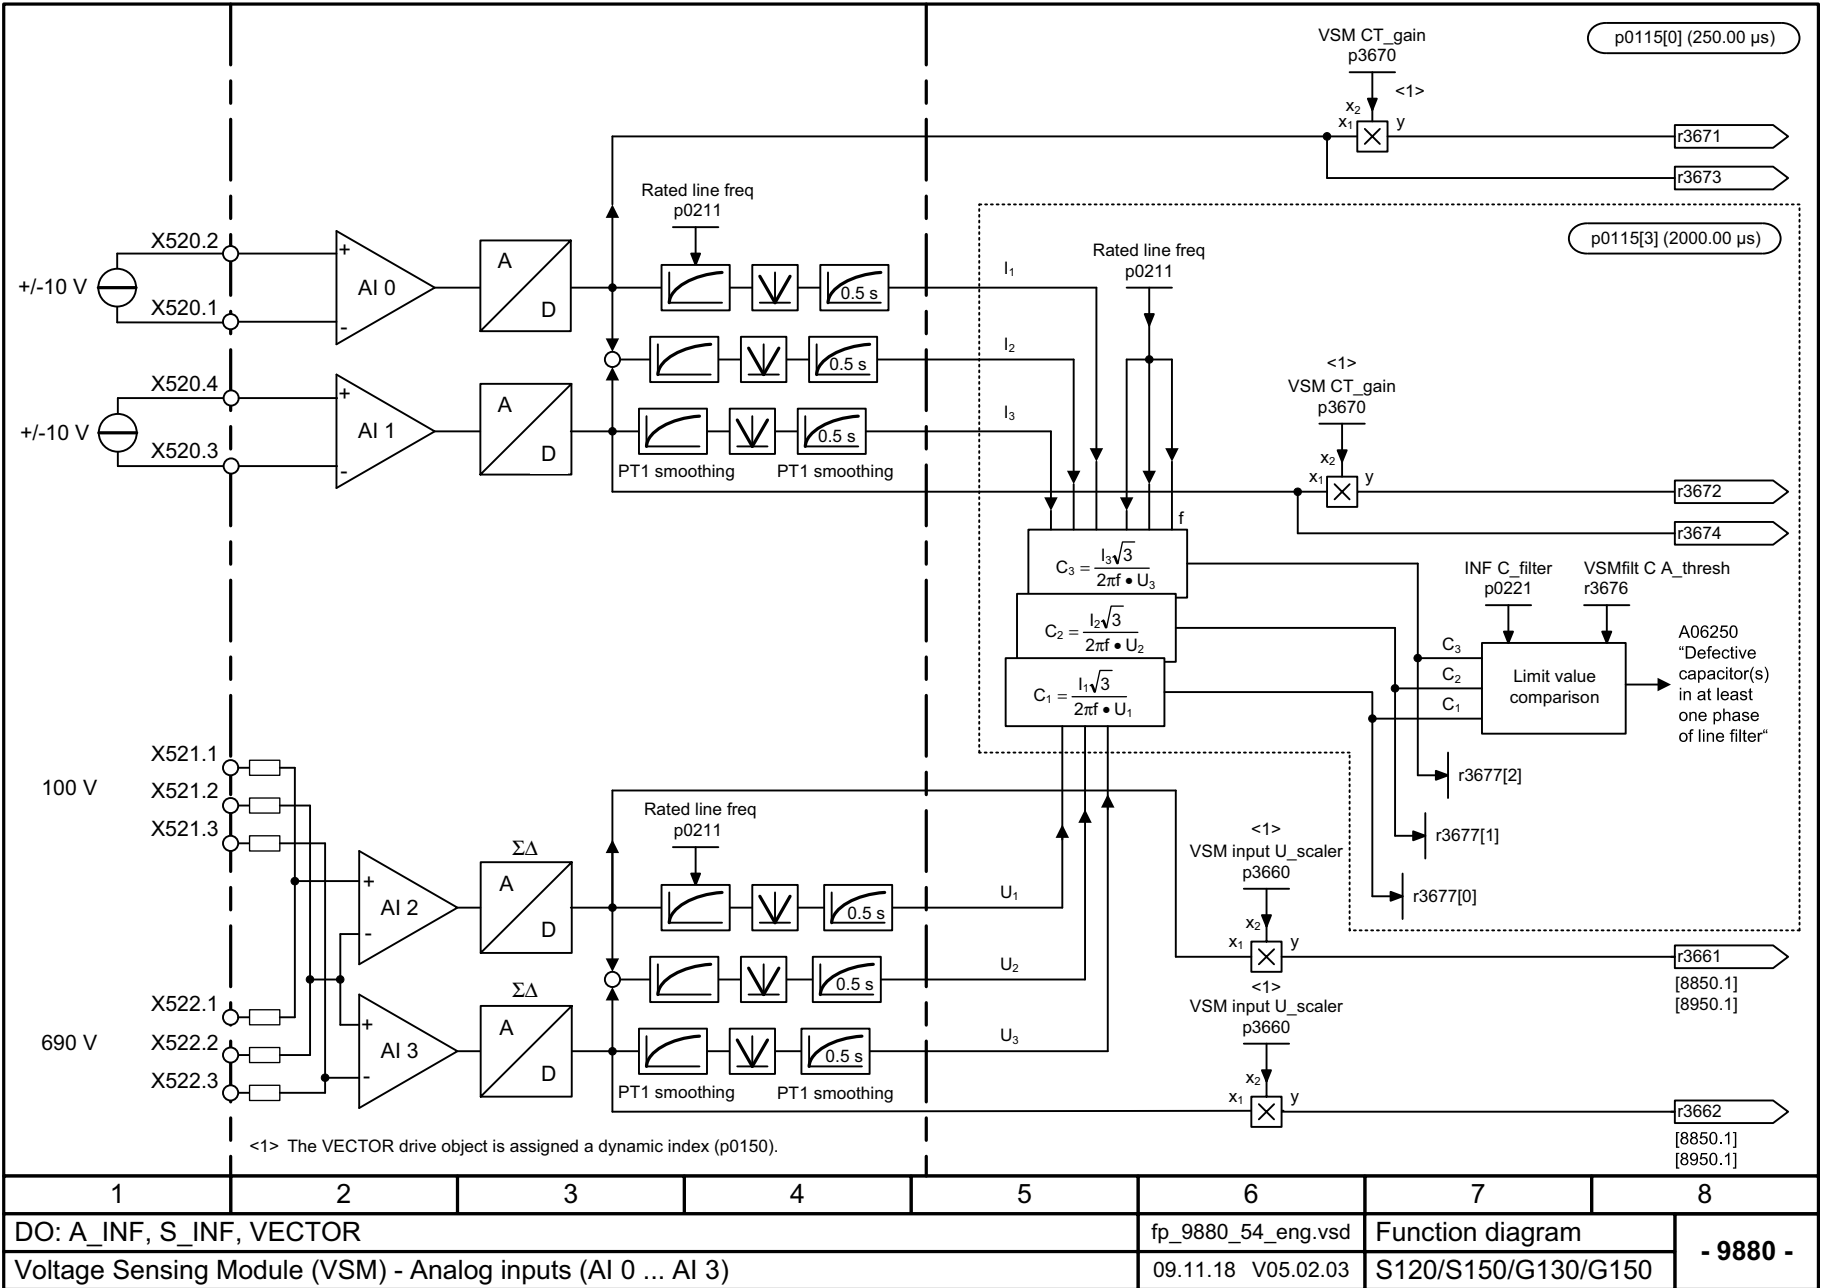 VSM CT_gain
p3670
p0115[0] (250.00 µs)
<1>
x2
x1
y
r3671
r3673
Rated line freq
p0211
p0115[3] (2000.00 µs)
Rated line freq
p0211
X520.2
+/-10 V
X520.1
+
AI 0
-
A
D
0.5 s
I1
0.5 s
I2
X520.4
+/-10 V
X520.3
+
AI 1
-
A
D
0.5 s
I3
PT1 smoothing
PT1 smoothing
<1>
VSM CT_gain
p3670
x2
x1
y
r3672
r3674
f
C3 = I3√3 / 2πf • U3
C2 = I2√3 / 2πf • U2
C1 = I1√3 / 2πf • U1
INF C_filter
p0221
VSMfilt C A_thresh
r3676
C3
C2
C1
Limit value
comparison
A06250
“Defective
capacitor(s)
in at least
one phase
of line filter“
r3677[2]
r3677[1]
r3677[0]
100 V
X521.1
X521.2
X521.3
690 V
X522.1
X522.2
X522.3
+
AI 2
-
ΣΔ
A
D
Rated line freq
p0211
0.5 s
U1
0.5 s
U2
+
AI 3
-
ΣΔ
A
D
0.5 s
U3
PT1 smoothing
PT1 smoothing
<1>
VSM input U_scaler
p3660
x2
x1
y
r3661
[8850.1]
[8950.1]
<1>
VSM input U_scaler
p3660
x2
x1
y
r3662
[8850.1]
[8950.1]
<1> The VECTOR drive object is assigned a dynamic index (p0150).
1 2 3 4 5 6 7 8
DO: A_INF, S_INF, VECTOR
fp_9880_54_eng.vsd
Function diagram
- 9880 -
Voltage Sensing Module (VSM) - Analog inputs (AI 0 ... AI 3)
09.11.18 V05.02.03
S120/S150/G130/G150